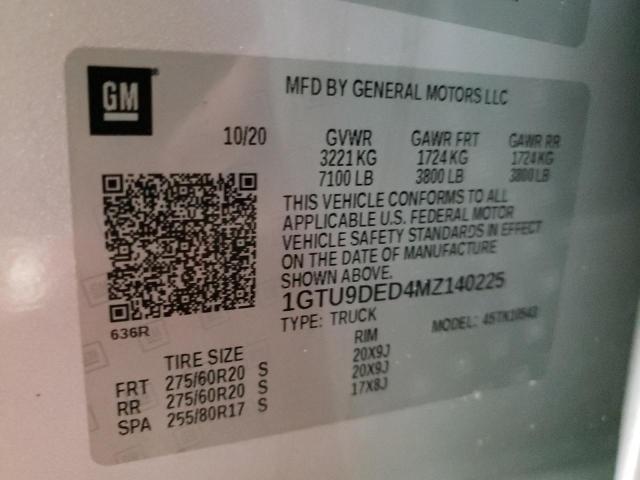 GM
MFD BY GENERAL MOTORS LLC
10/20 GVWR GAWR FRT GAWR RR
3221 KG 1724 KG 1724 KG
7100 LB 3800 LB 3800 LB
THIS VEHICLE CONFORMS TO ALL
APPLICABLE U.S. FEDERAL MOTOR
VEHICLE SAFETY STANDARDS IN EFFECT
ON THE DATE OF MANUFACTURE
SHOWN ABOVE.
1GTU9DED4MZ140225
TYPE: TRUCK MODEL:
636R
TIRE SIZE RIM
FRT 275/60R20 S 20X9J
RR 275/60R20 S 20X9J
SPA 255/80R17 S 17X8J